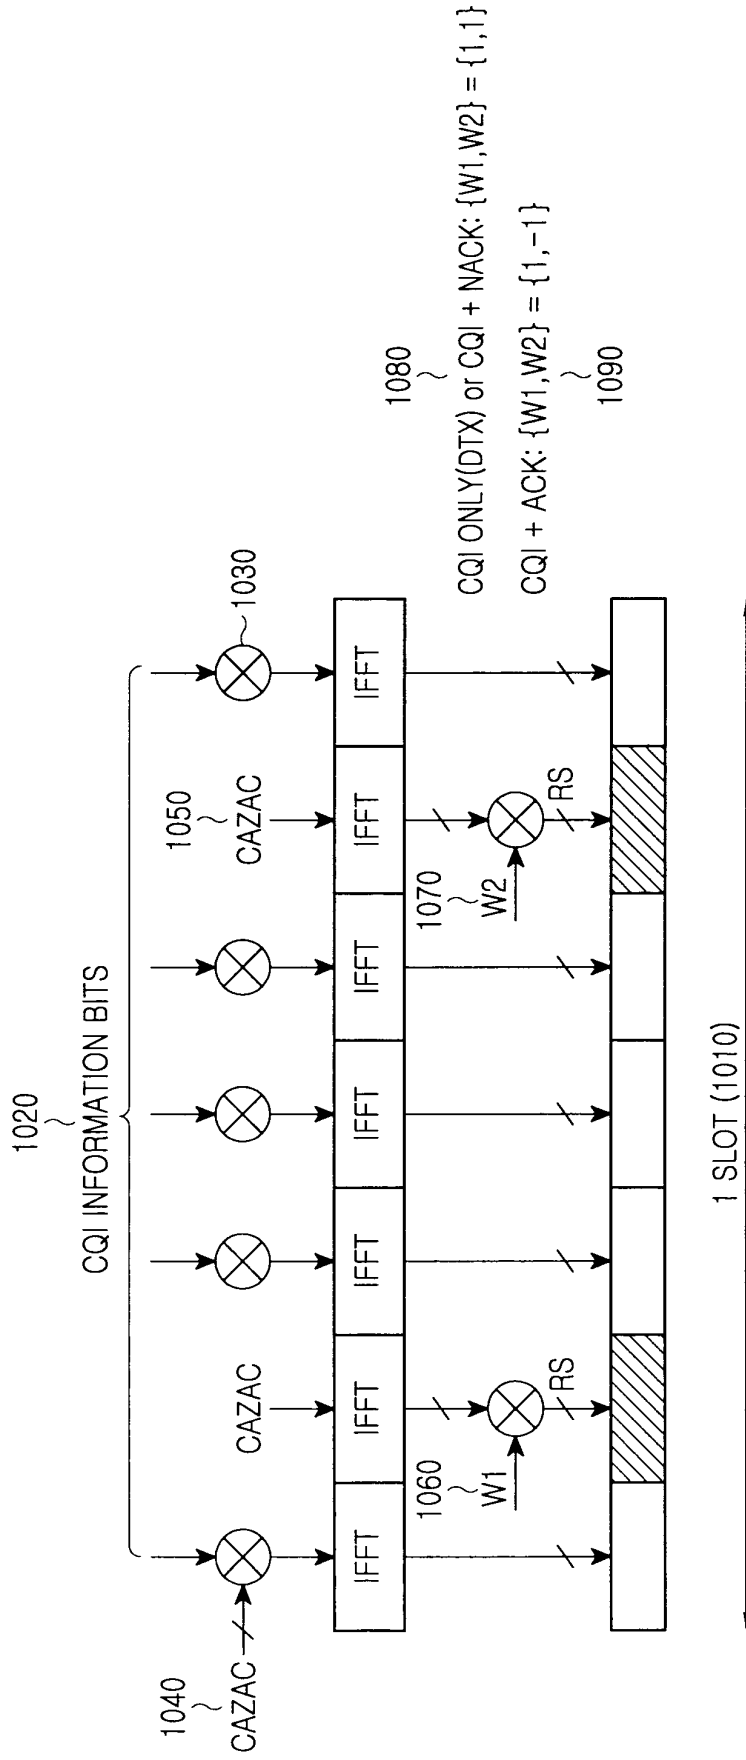 1020
CQI INFORMATION BITS
1040
CAZAC
CAZAC
1050
CAZAC
1030
IFFT
IFFT
IFFT
IFFT
IFFT
IFFT
IFFT
1060
W1
RS
1070
W2
RS
1080
CQI ONLY(DTX) or CQI + NACK: {W1,W2} = {1,1}
CQI + ACK: {W1,W2} = {1,-1}
1090
1 SLOT (1010)